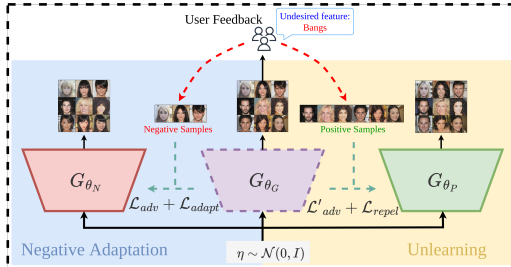 User Feedback
Undesired feature:
Bangs
Negative Samples
Positive Samples
G_{θ_N}
G_{θ_G}
G_{θ_P}
ℒ_{adv} + ℒ_{adapt}
ℒ'_{adv} + ℒ_{repel}
Negative Adaptation
η ∼ 𝒩(0, I)
Unlearning